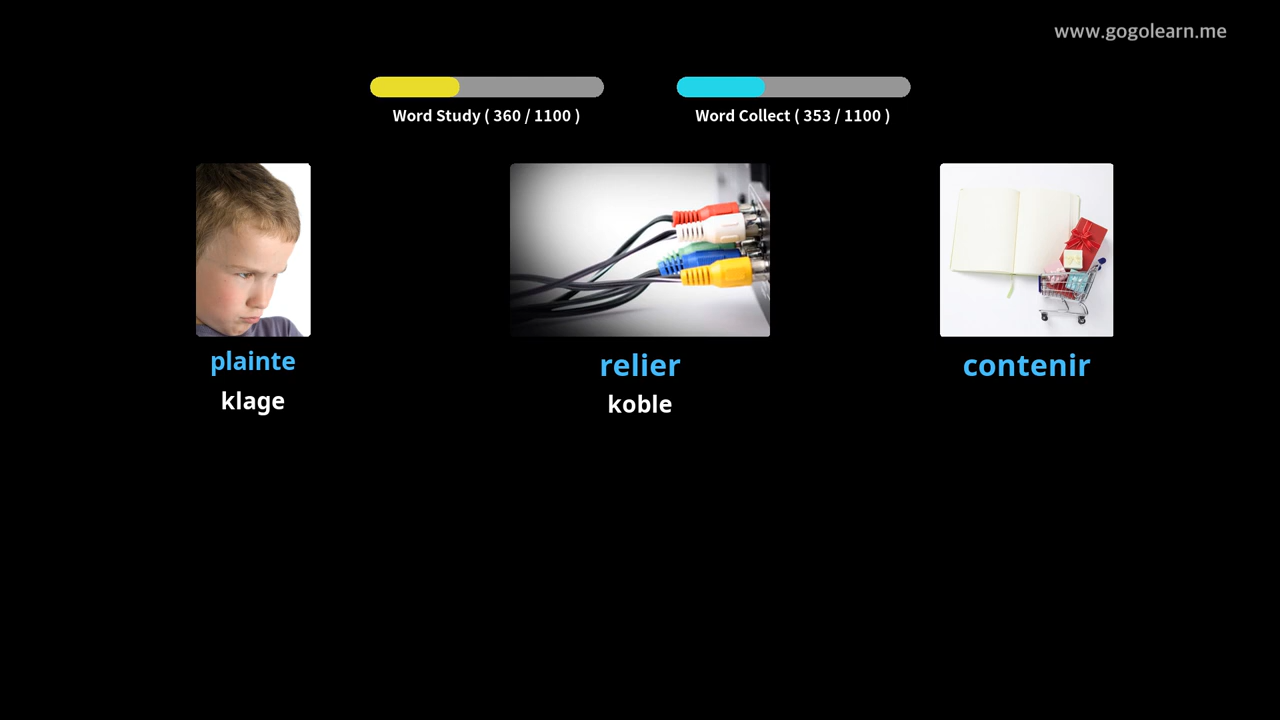 www.gogolearn.me
Word Study ( 360 / 1100 )
Word Collect ( 353 / 1100 )
plainte
klage
relier
koble
contenir